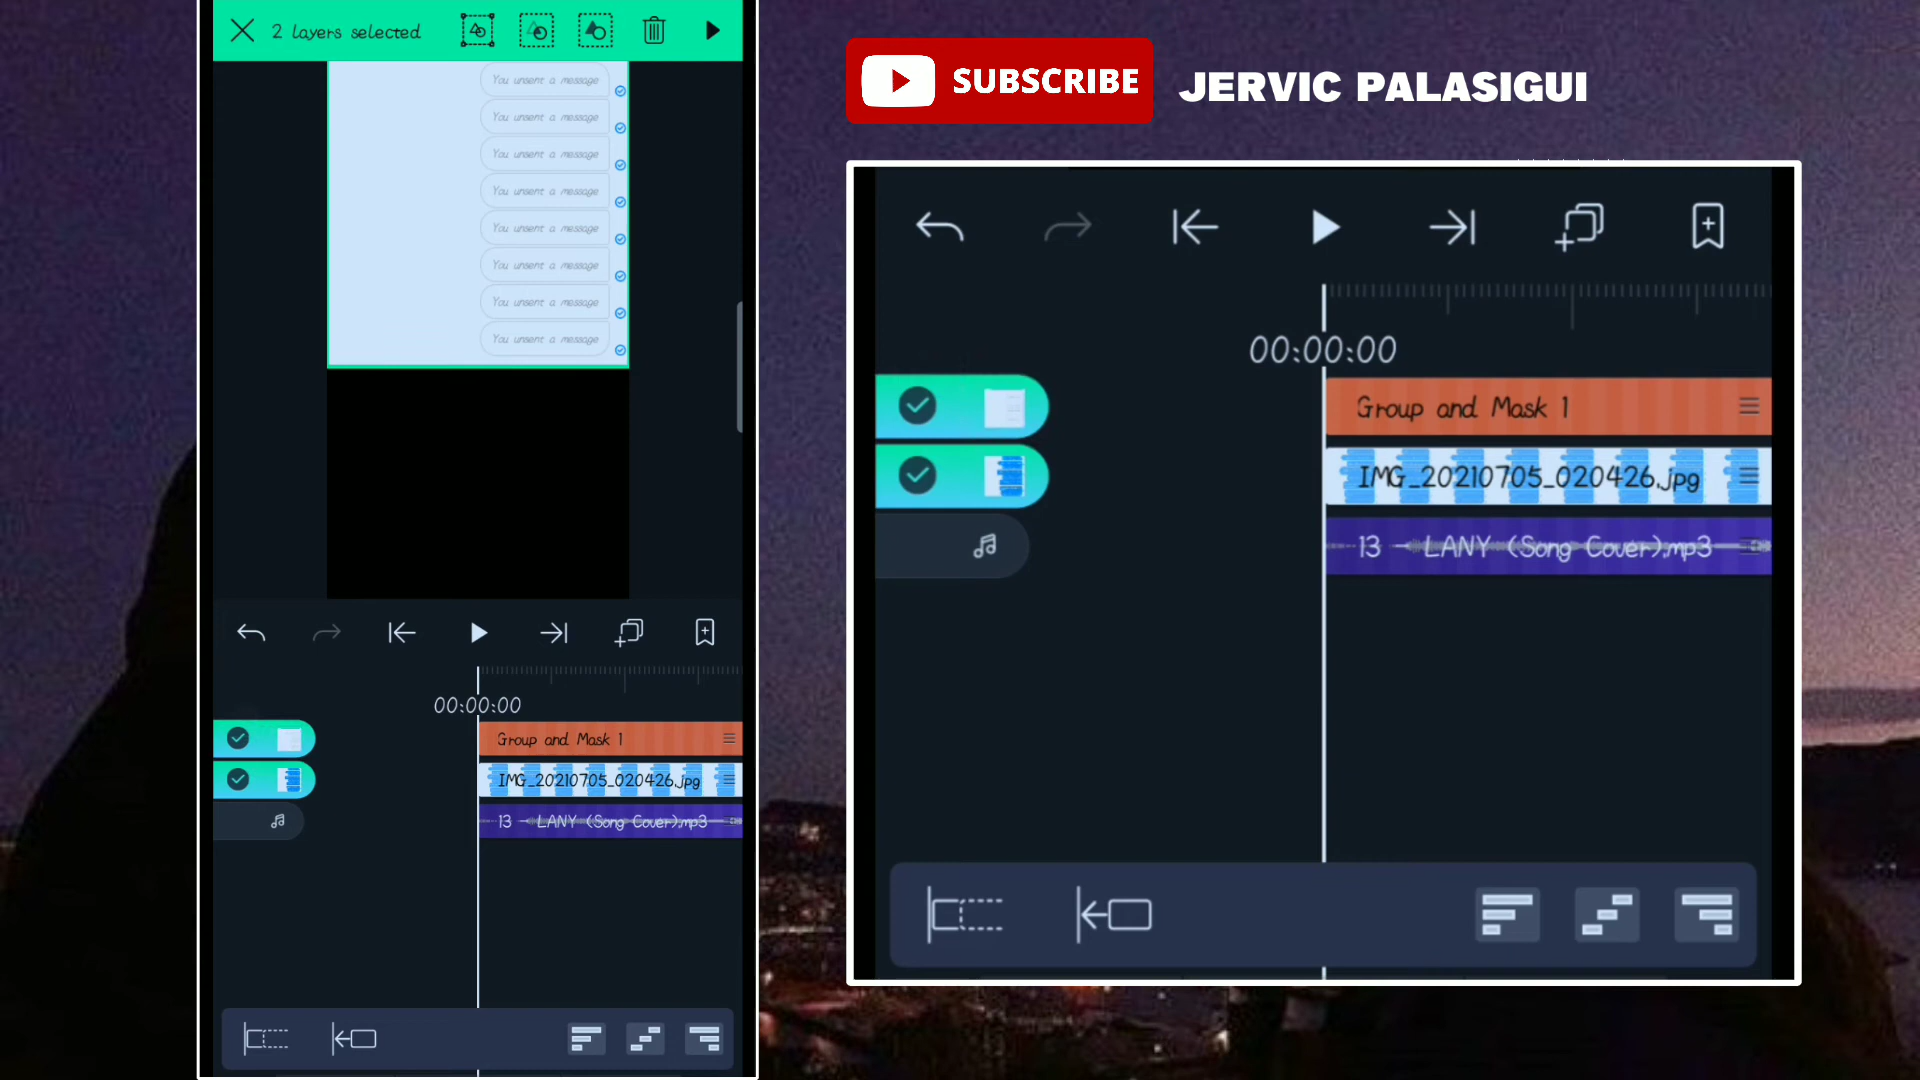 2 layers selected
You unsent a message
You unsent a message
You unsent a message
You unsent a message
You unsent a message
You unsent a message
You unsent a message
You unsent a message
00:00:00
Group and Mask 1
IMG_20210705_020426.jpg
13 LANY (Song Cover).mp3
SUBSCRIBE JERVIC PALASIGUI
00:00:00
Group and Mask 1
IMG_20210705_020426.jpg
13 LANY (Song Cover).mp3